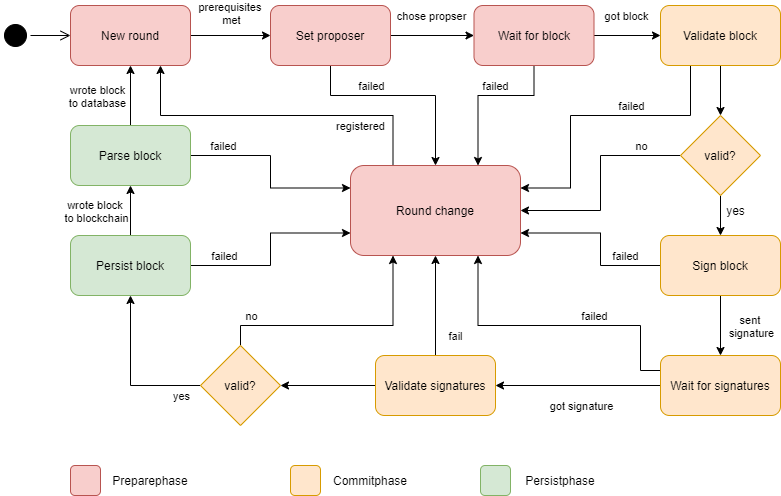 New round
prerequisites
met
Set proposer
chose propser
Wait for block
got block
Validate block
failed
failed
failed
wrote block
to database
registered
Parse block
failed
no
valid?
yes
wrote block
to blockchain
Round change
Persist block
failed
failed
Sign block
no
failed
sent
signature
fail
valid?
yes
Validate signatures
got signature
Wait for signatures
Preparephase
Commitphase
Persistphase